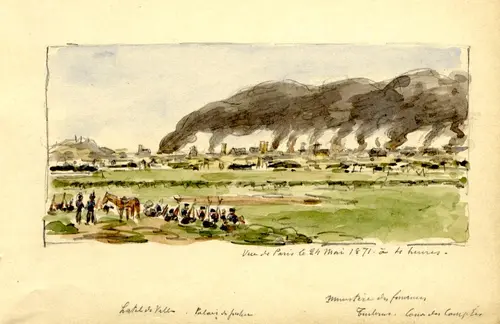 Vue de Paris le 24 Mai 1871. à 4 heures.
Ministère des finances
L'hôtel de Ville. Palais de justice Tuileries. Cour des Comptes